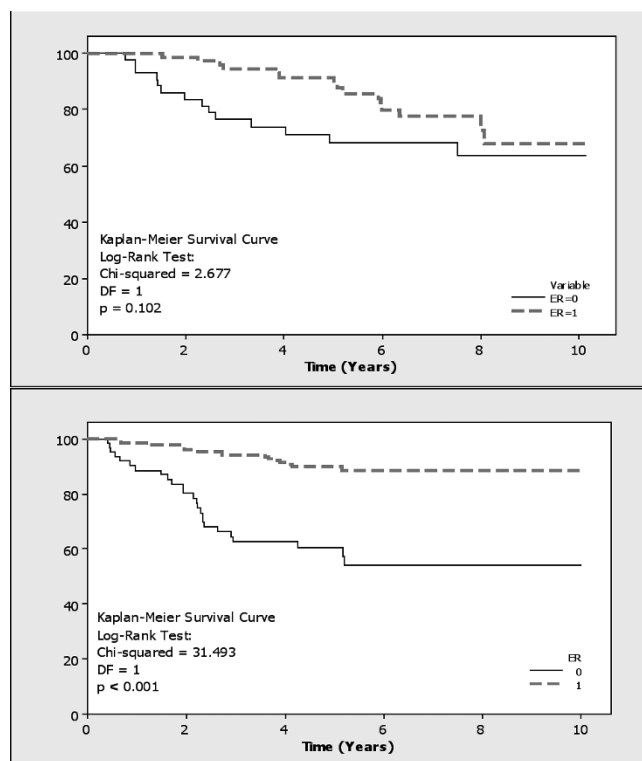 100
80
60
40
20
0
Kaplan-Meier Survival Curve
Log-Rank Test:
Chi-squared = 2.677
DF = 1
p = 0.102
Variable
ER=0
ER=1
0 2 4 6 8 10
Time (Years)
100
80
60
40
20
0
Kaplan-Meier Survival Curve
Log-Rank Test:
Chi-squared = 31.493
DF = 1
p < 0.001
ER
0
1
0 2 4 6 8 10
Time (Years)